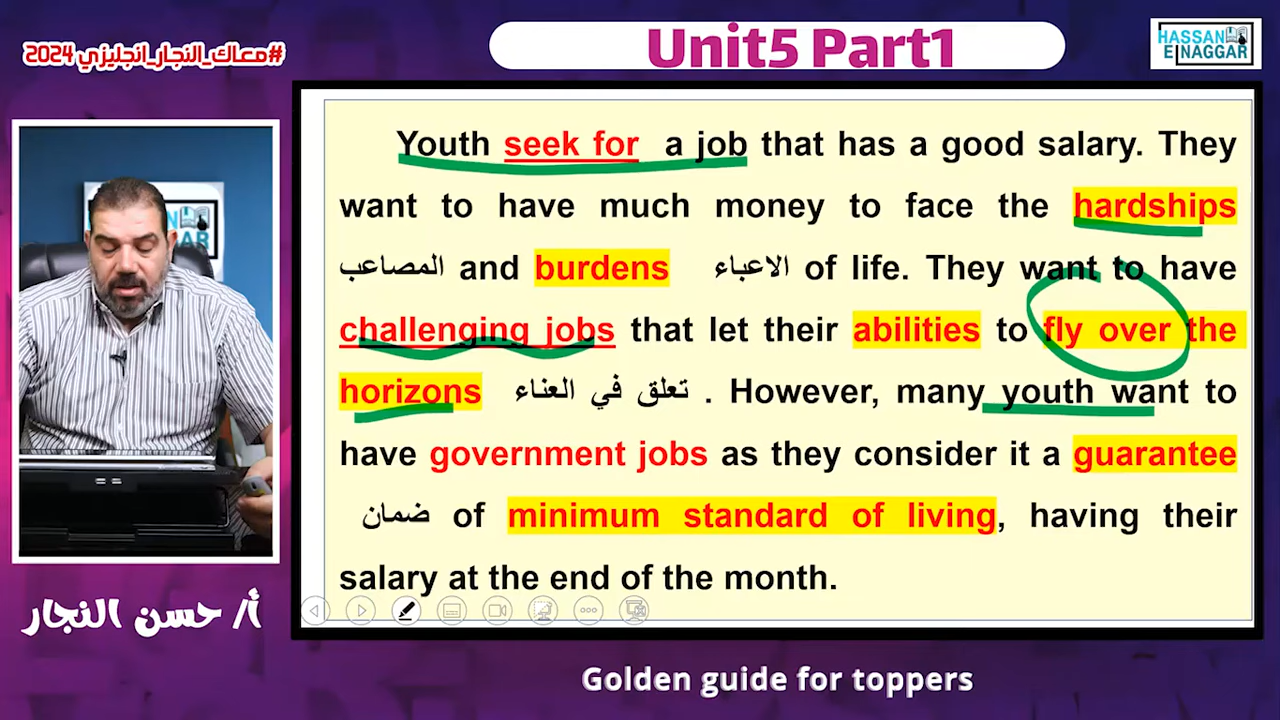 #معاك_النجار_انجليزي 2024
Unit5 Part1
HASSAN
ElNAGGAR
Youth seek for a job that has a good salary. They
want to have much money to face the hardships
المصاعب and burdens الاعباء of life. They want to have
challenging jobs that let their abilities to fly over the
horizons تعلق في العناء . However, many youth want to
have government jobs as they consider it a guarantee
ضمان of minimum standard of living, having their
salary at the end of the month.
أ/ حسن النجار
Golden guide for toppers